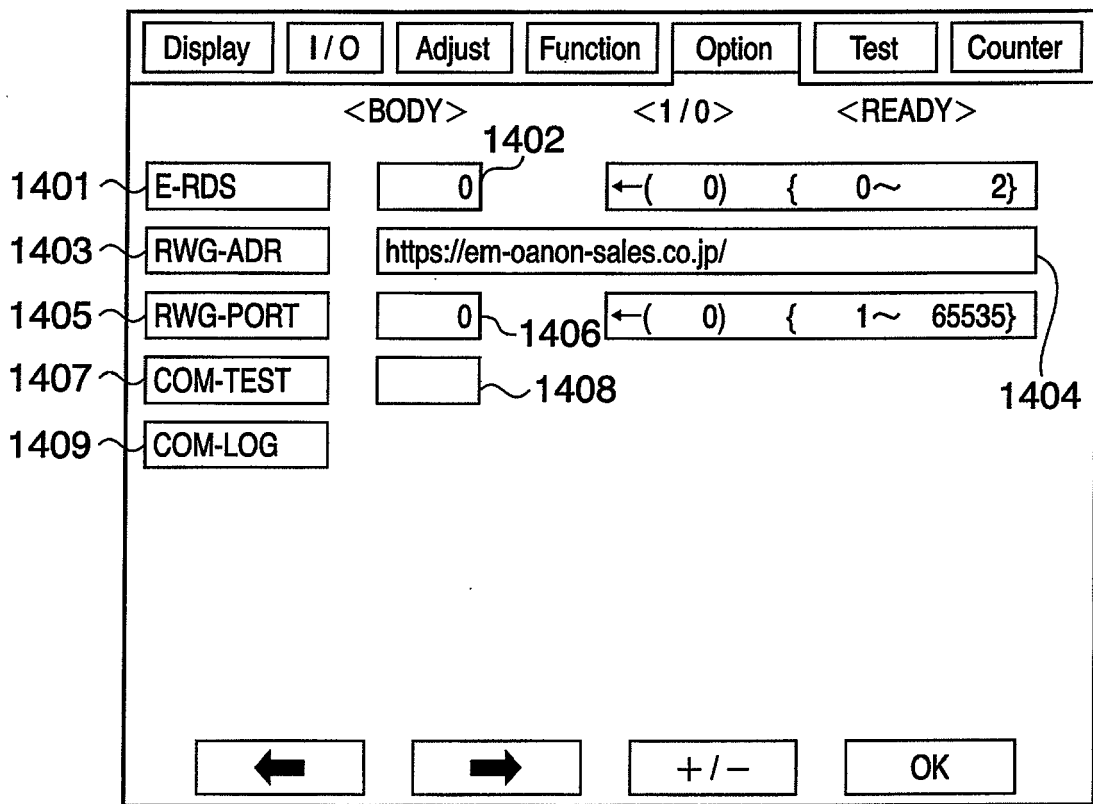 Display I/O Adjust Function Option Test Counter
<BODY> <1/0> <READY>
1402
1401 E-RDS 0 ←( 0) { 0～ 2}
1403 RWG-ADR https://em-oanon-sales.co.jp/
1405 RWG-PORT 0 1406 ←( 0) { 1～ 65535}
1407 COM-TEST 1408 1404
1409 COM-LOG
← → +/− OK